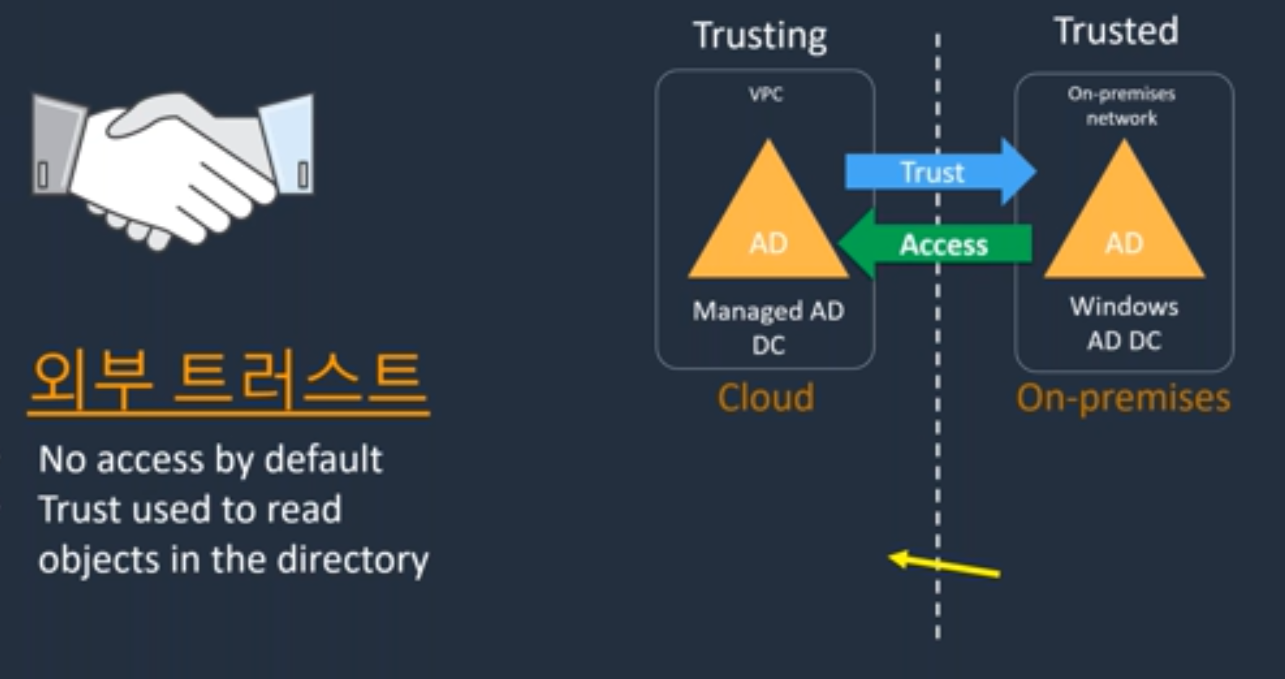 외부 트러스트
No access by default
Trust used to read
objects in the directory
Trusting
VPC
AD
Managed AD
DC
Cloud
Trust
Access
Trusted
On-premises
network
AD
Windows
AD DC
On-premises